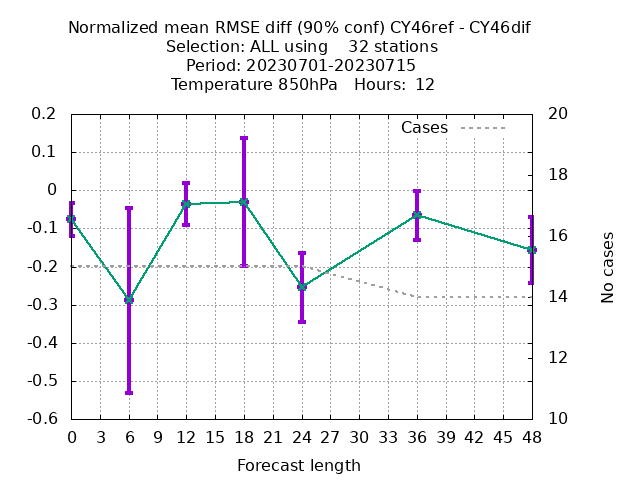 Normalized mean RMSE diff (90% conf) CY46ref - CY46dif
Selection: ALL using    32 stations
Period: 20230701-20230715
Temperature 850hPa   Hours:  12
Cases
0.2
0.1
0
-0.1
-0.2
-0.3
-0.4
-0.5
-0.6
20
18
16
14
12
10
No cases
0 3 6 9 12 15 18 21 24 27 30 33 36 39 42 45 48
Forecast length